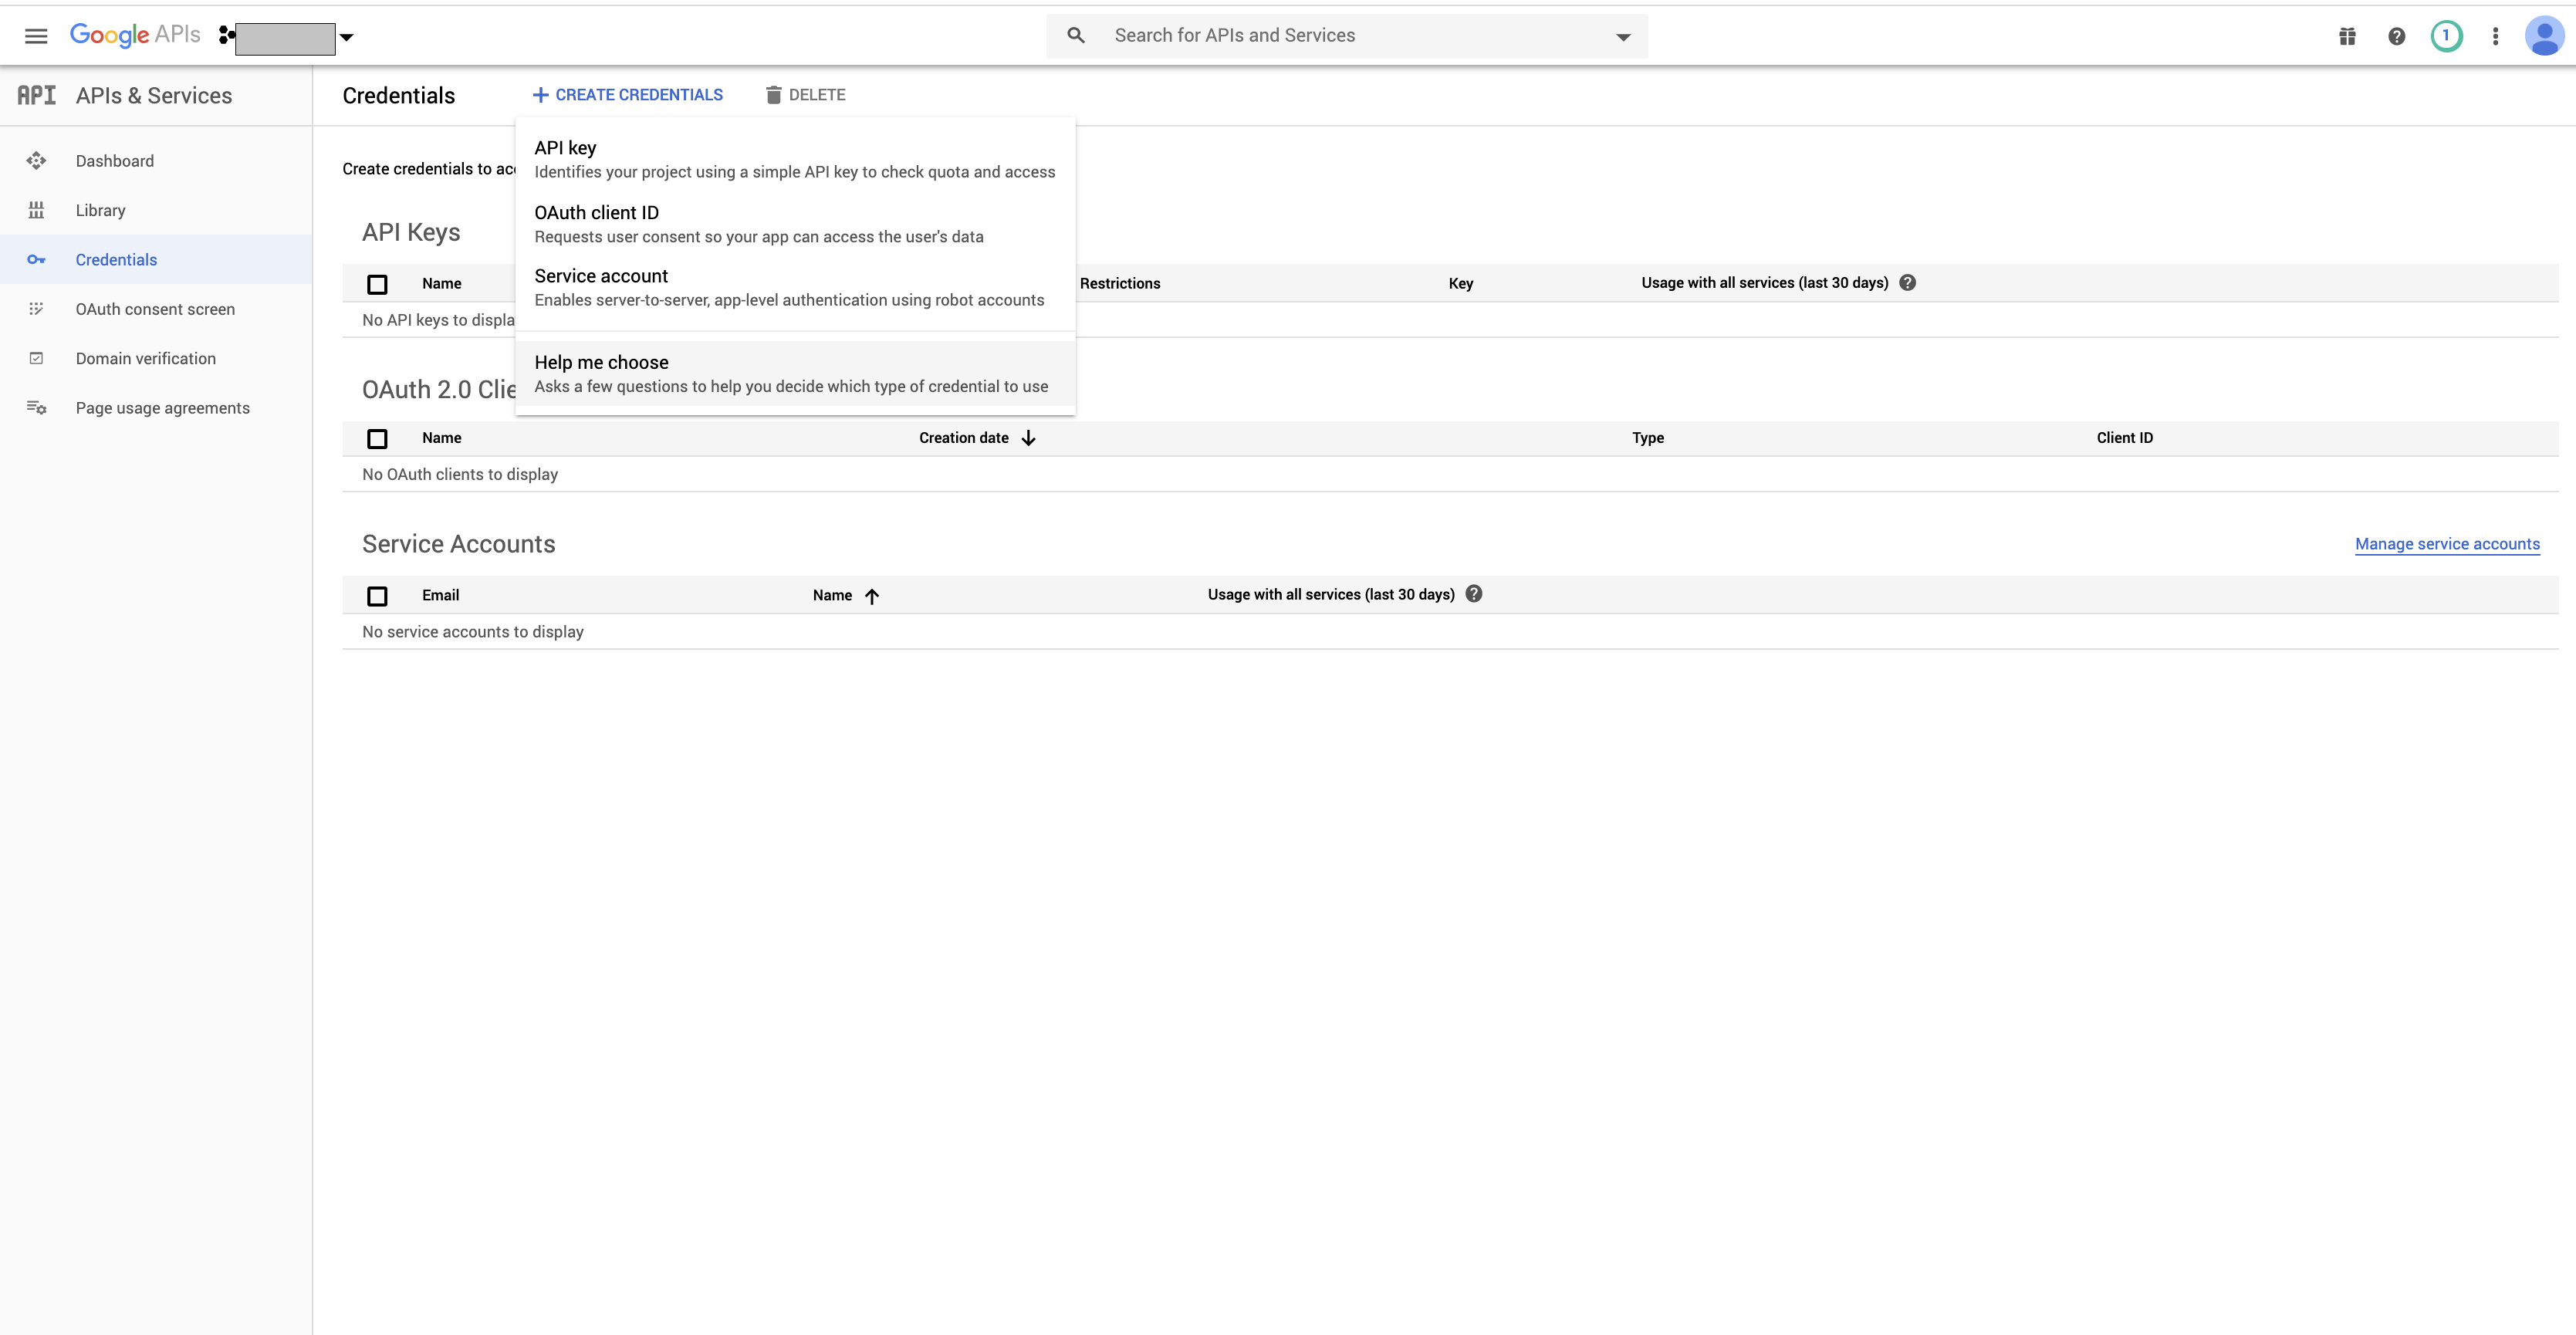 Google APIs
Search for APIs and Services
1
API APIs & Services
Credentials
CREATE CREDENTIALS
DELETE
Dashboard
Library
Credentials
OAuth consent screen
Domain verification
Page usage agreements
Create credentials to acc
API key
Identifies your project using a simple API key to check quota and access
OAuth client ID
Requests user consent so your app can access the user's data
Service account
Enables server-to-server, app-level authentication using robot accounts
Help me choose
Asks a few questions to help you decide which type of credential to use
API Keys
Name Restrictions Key Usage with all services (last 30 days)
No API keys to displa
OAuth 2.0 Clie
Name Creation date Type Client ID
No OAuth clients to display
Service Accounts
Manage service accounts
Email Name Usage with all services (last 30 days)
No service accounts to display